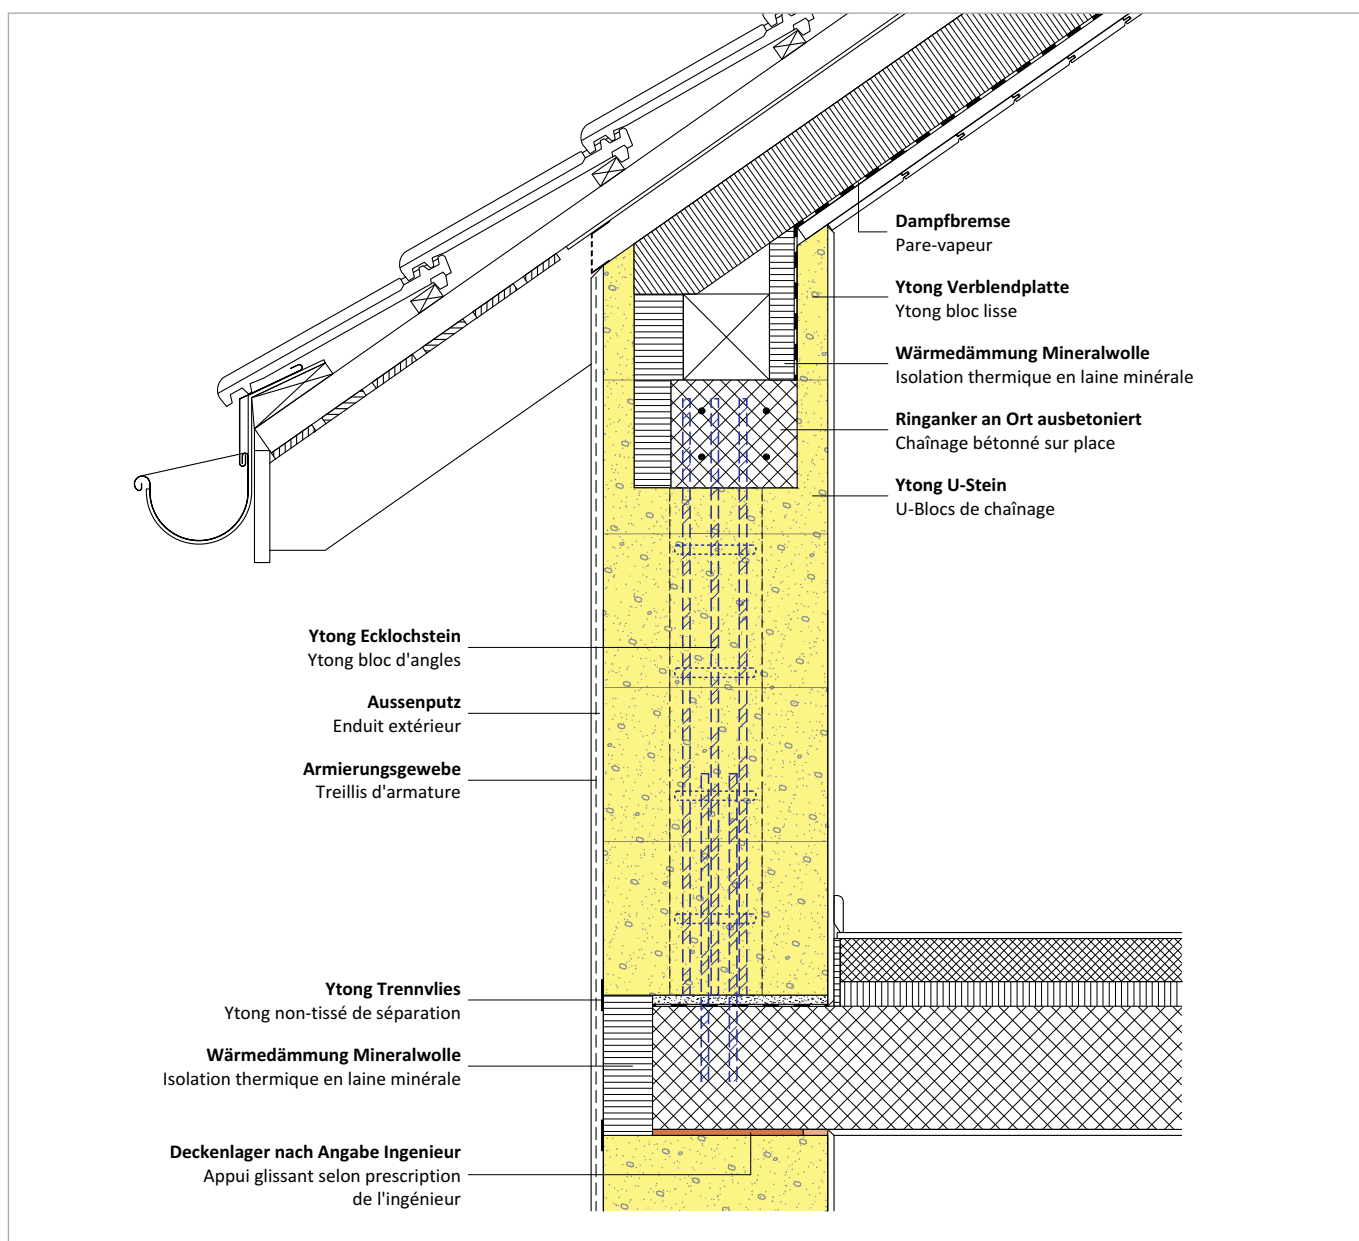 Dampfbremse
Pare-vapeur
Ytong Verblendplatte
Ytong bloc lisse
Wärmedämmung Mineralwolle
Isolation thermique en laine minérale
Ringanker an Ort ausbetoniert
Chaînage bétonné sur place
Ytong U-Stein
U-Blocs de chaînage
Ytong Ecklochstein
Ytong bloc d'angles
Aussenputz
Enduit extérieur
Armierungsgewebe
Treillis d'armature
Ytong Trennvlies
Ytong non-tissé de séparation
Wärmedämmung Mineralwolle
Isolation thermique en laine minérale
Deckenlager nach Angabe Ingenieur
Appui glissant selon prescription
de l'ingénieur